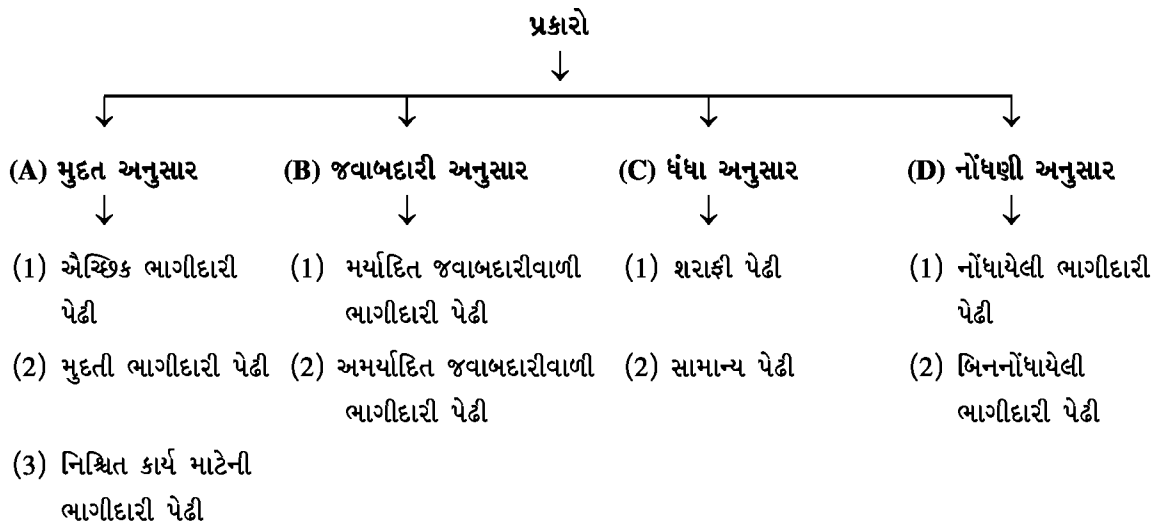 પ્રકારો
(A) મુદત અનુસાર
(1) ઐચ્છિક ભાગીદારી
પેઢી
(2) મુદતી ભાગીદારી પેઢી
(3) નિશ્ચિત કાર્ય માટેની
ભાગીદારી પેઢી
(B) જવાબદારી અનુસાર
(1) મર્યાદિત જવાબદારીવાળી
ભાગીદારી પેઢી
(2) અમર્યાદિત જવાબદારીવાળી
ભાગીદારી પેઢી
(C) ધંધા અનુસાર
(1) શરાફી પેઢી
(2) સામાન્ય પેઢી
(D) નોંધણી અનુસાર
(1) નોંધાયેલી ભાગીદારી
પેઢી
(2) બિનનોંધાયેલી
ભાગીદારી પેઢી